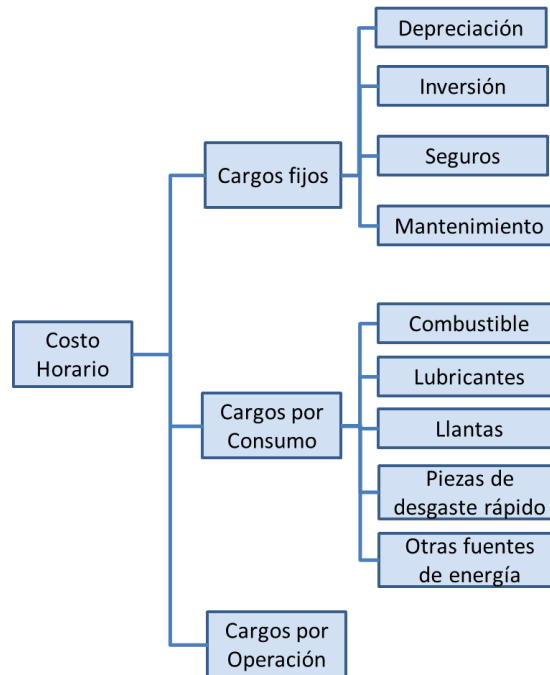 Depreciación
Inversión
Seguros
Cargos fijos
Mantenimiento
Costo
Horario
Combustible
Lubricantes
Cargos por
Consumo
Llantas
Piezas de
desgaste rápido
Otras fuentes
de energía
Cargos por
Operación